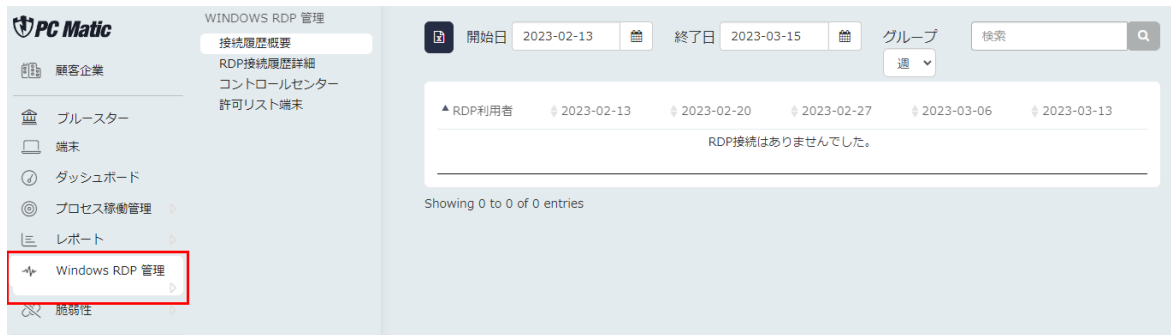 PC Matic
顧客企業
ブルースター
端末
ダッシュボード
プロセス稼働管理
レポート
Windows RDP 管理
脆弱性
WINDOWS RDP 管理
接続履歴概要
RDP接続履歴詳細
コントロールセンター
許可リスト端末
開始日 2023-02-13 終了日 2023-03-15 グループ 検索
週
RDP利用者 2023-02-13 2023-02-20 2023-02-27 2023-03-06 2023-03-13
RDP接続はありませんでした。
Showing 0 to 0 of 0 entries